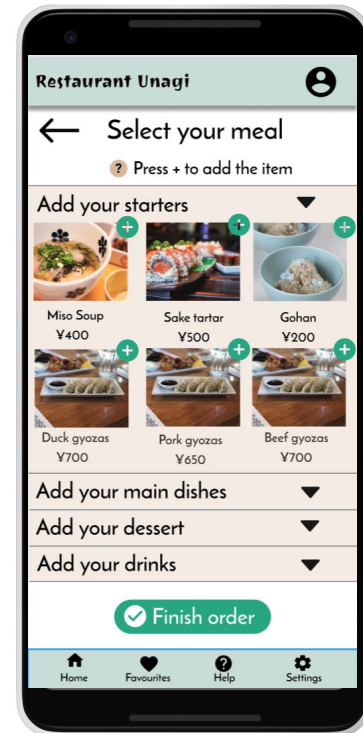 Restaurant Unagi
Select your meal
? Press + to add the item
Add your starters
+ + +
Miso Soup Sake tartar Gohan
¥400 ¥500 ¥200
+ + +
Duck gyozas Pork gyozas Beef gyozas
¥700 ¥650 ¥700
Add your main dishes
Add your dessert
Add your drinks
Finish order
?
Home Favourites Help Settings